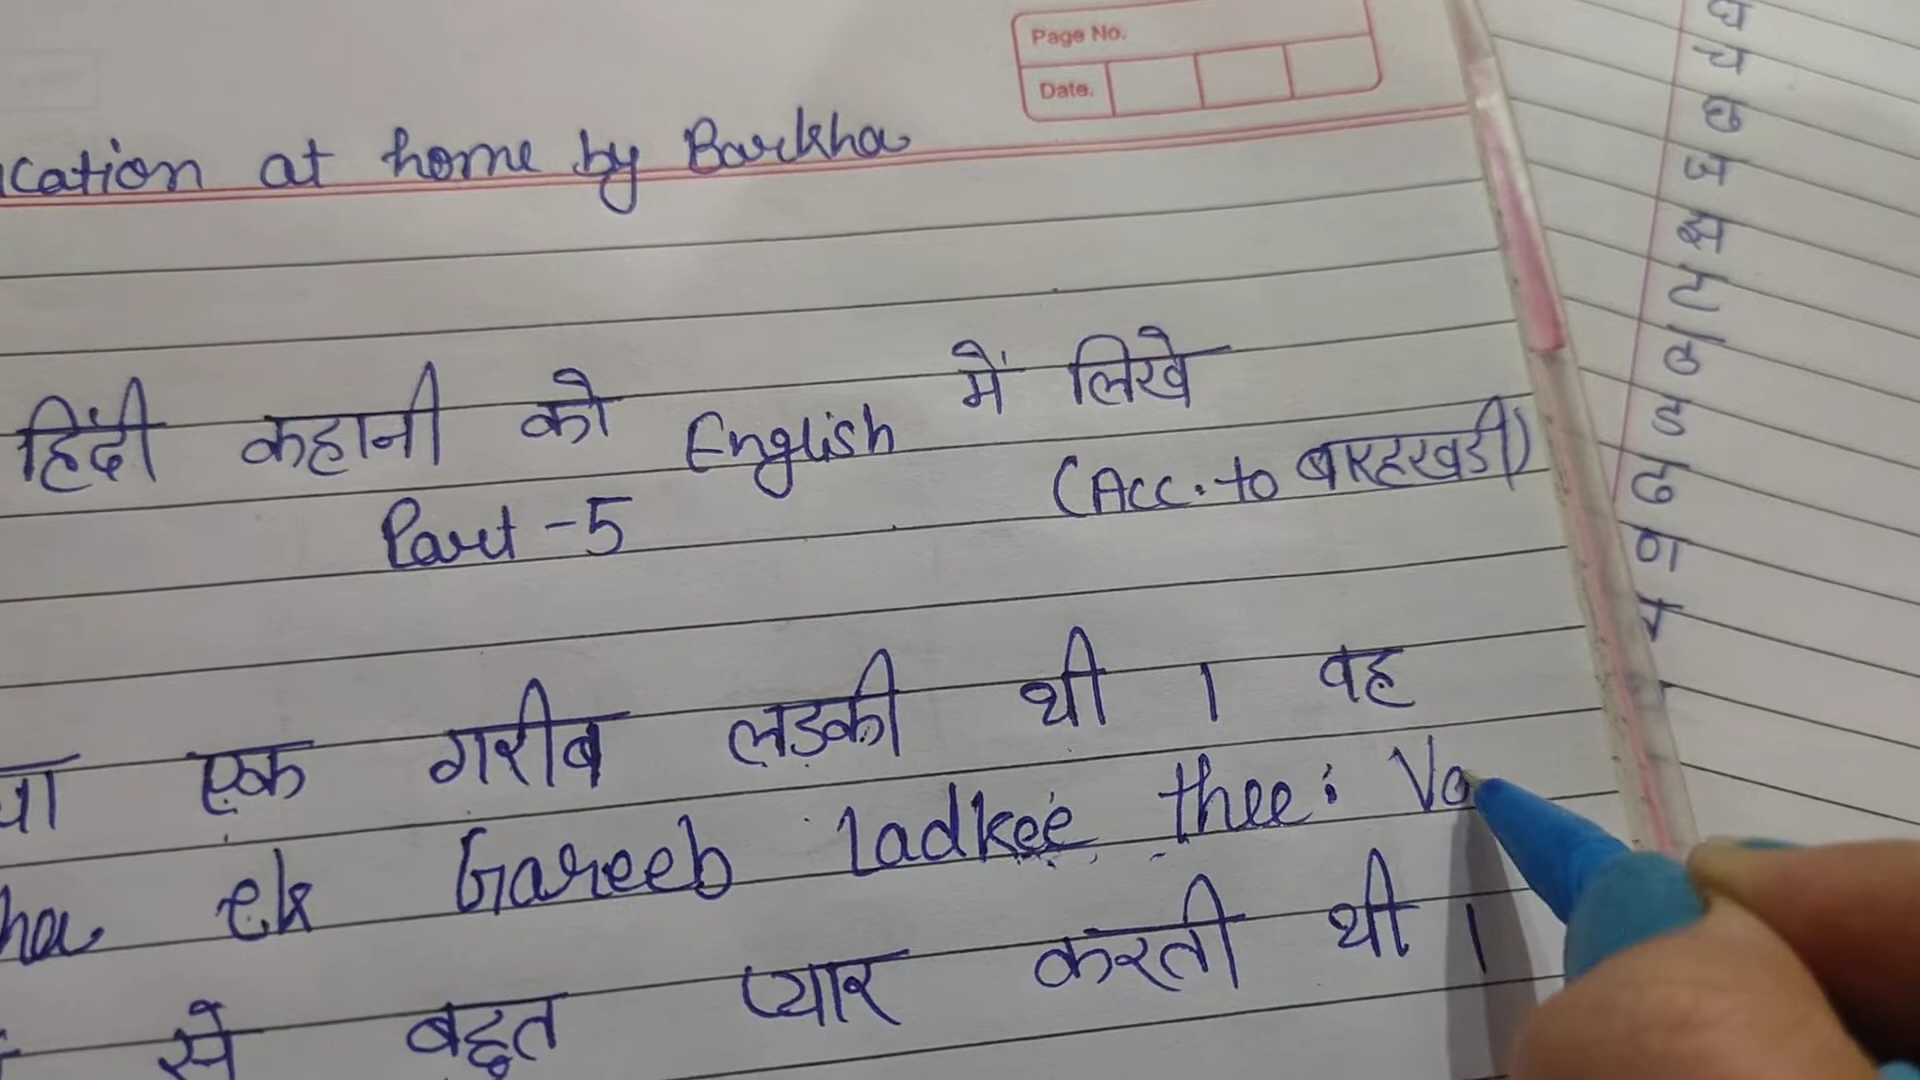 Page No.
Date.
cation at home by Barkha
हिंदी कहानी को English में लिखे
Part-5 (Acc. to बारहखडी)
एक गरीब लडकी थी । वह
ek Gareeb ladkee thee: Va
से बहुत प्यार करती थी ।
घ
च
छ
ज
झ
ट
ठ
ड
ढ
ण